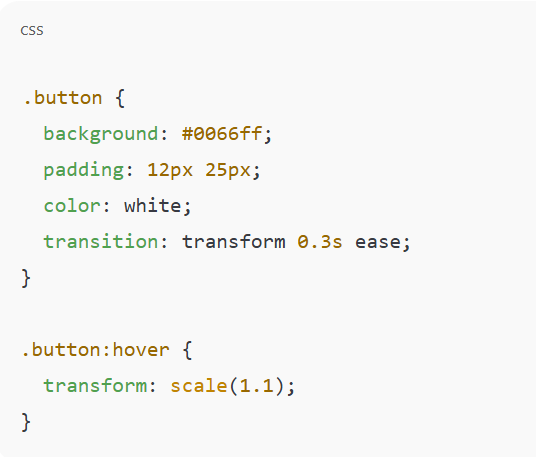 CSS
.button {
  background: #0066ff;
  padding: 12px 25px;
  color: white;
  transition: transform 0.3s ease;
}
.button:hover {
  transform: scale(1.1);
}